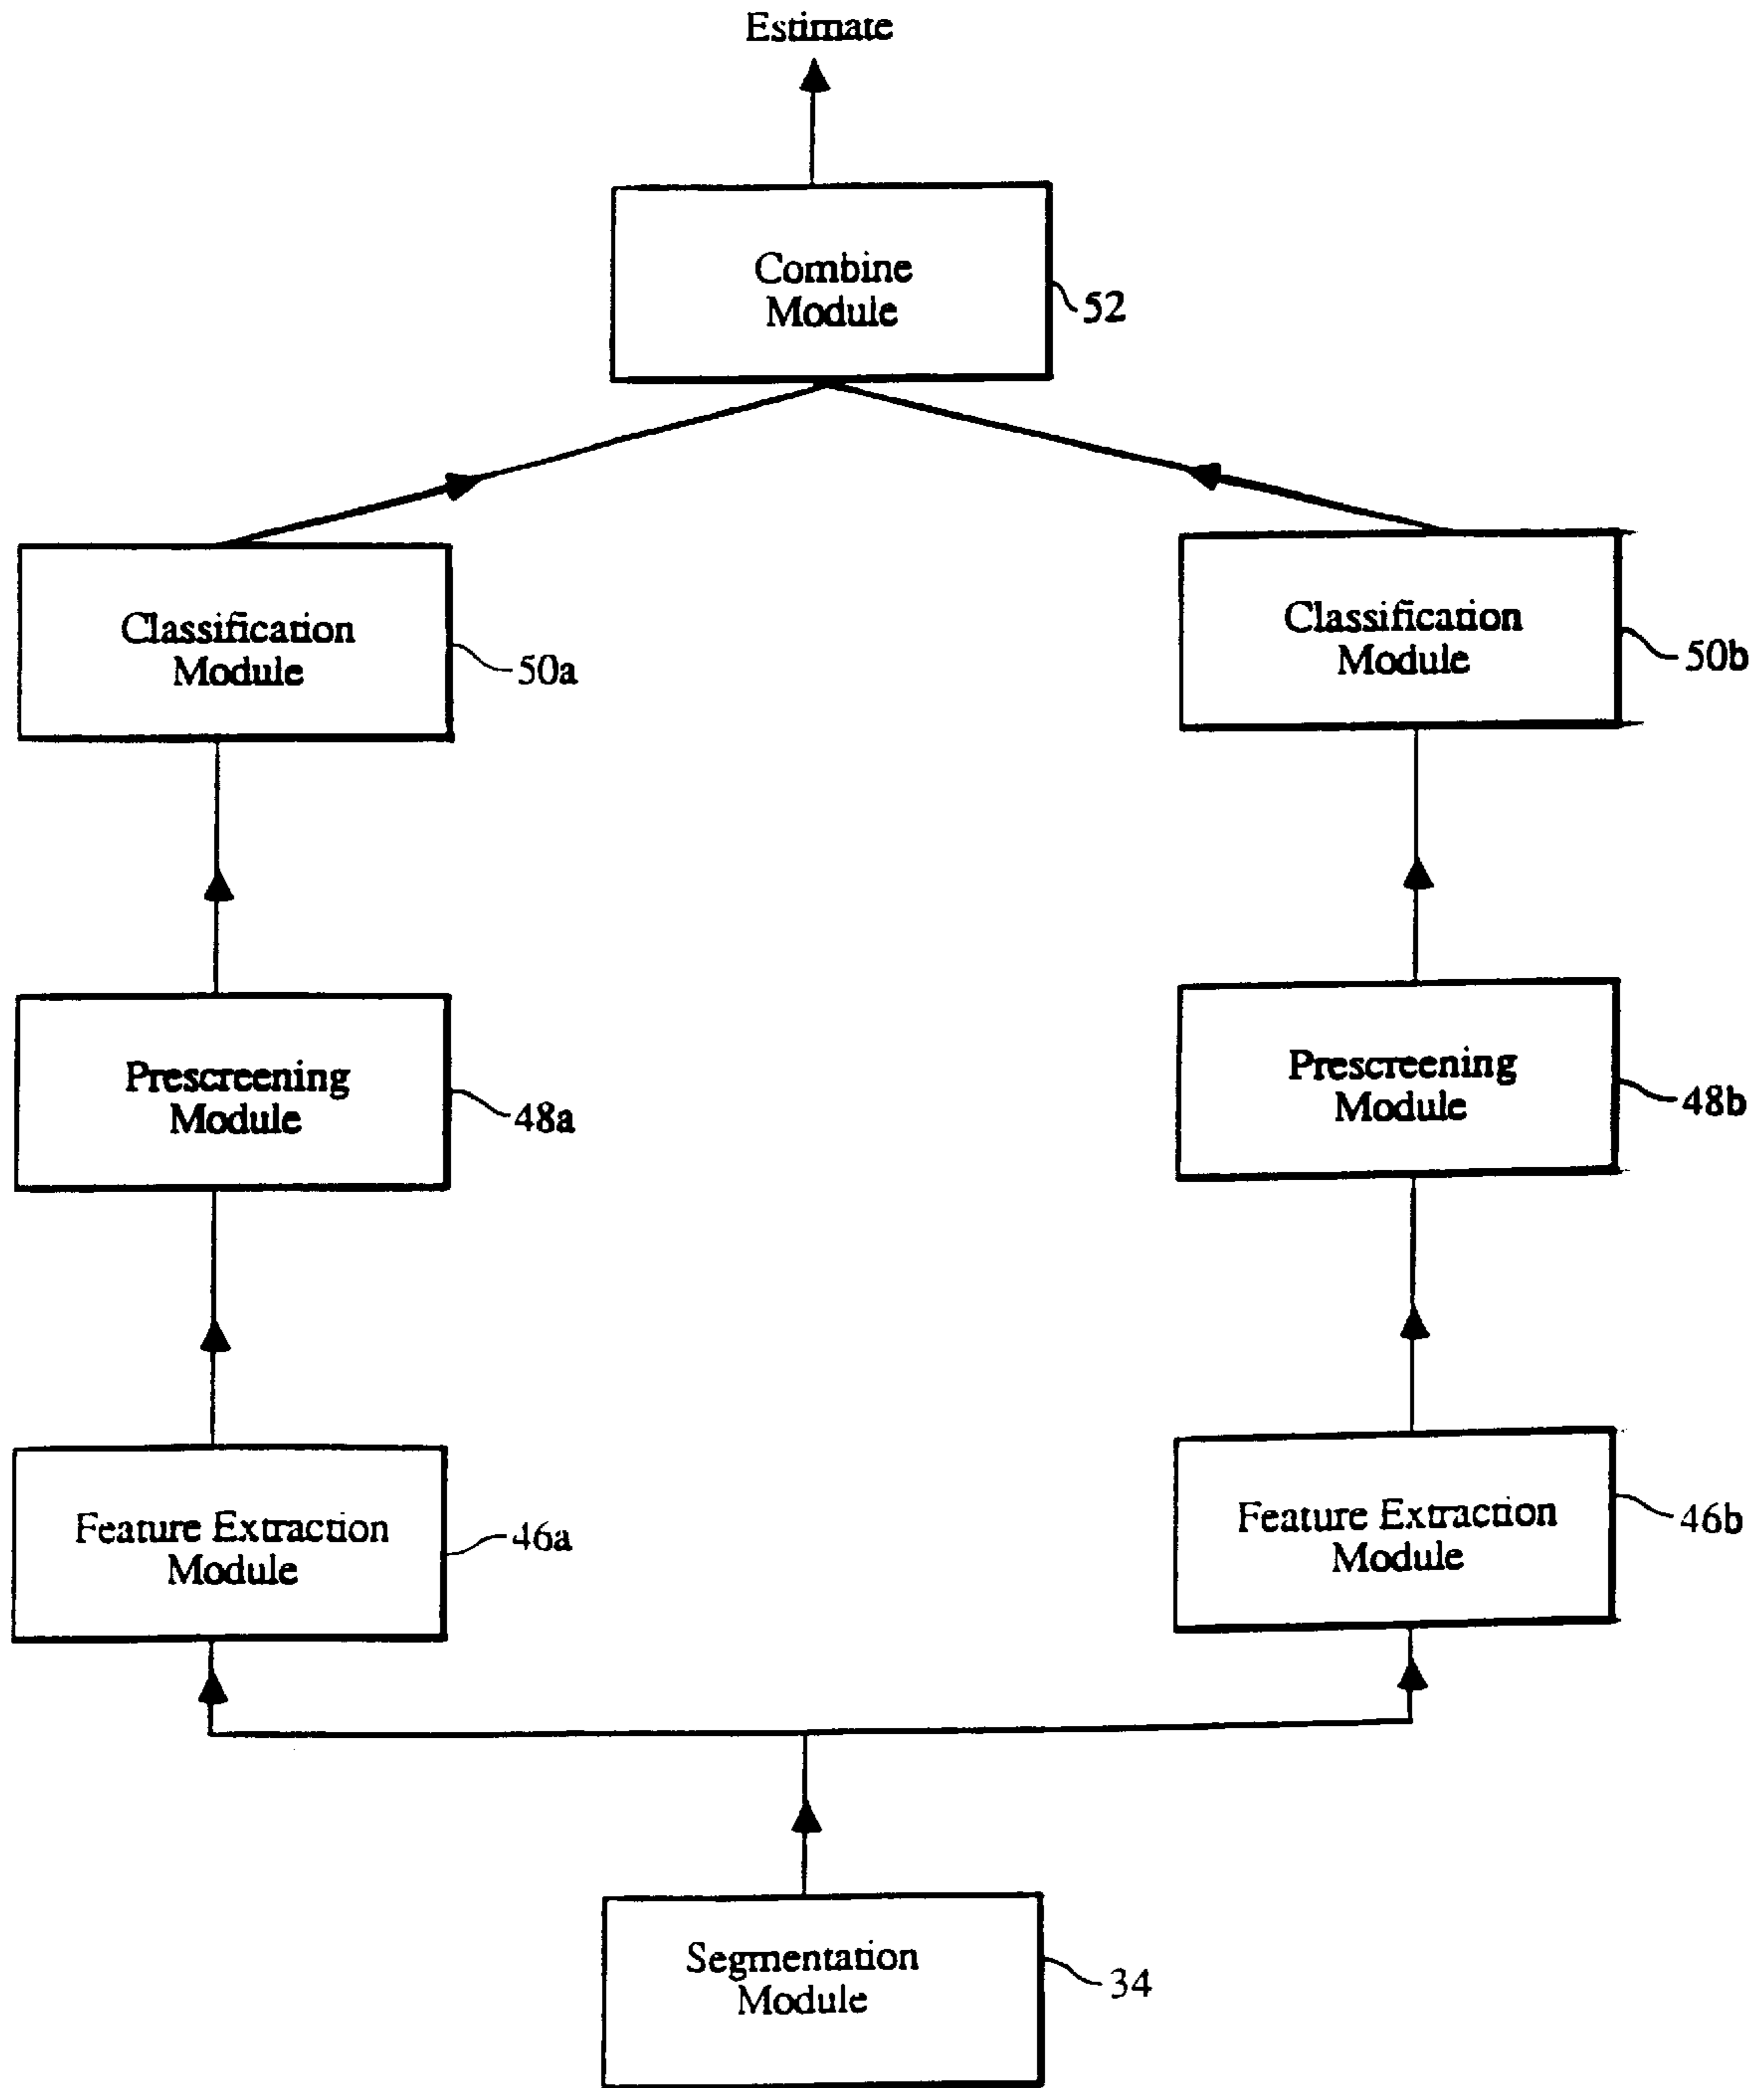 Estimate
Combine
Module
52
Classification
Module
50a
Classification
Module
50b
Prescreening
Module
48a
Prescreening
Module
48b
Feature Extraction
Module
46a
Feature Extraction
Module
46b
Segmentation
Module
34